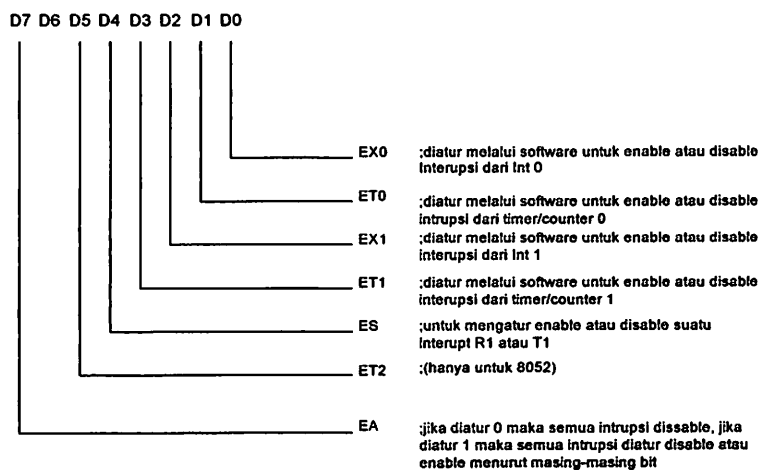 D7 D6 D5 D4 D3 D2 D1 D0
EX0 ;diatur melalui software untuk enable atau disable
Interupsi dari Int 0
ET0 ;diatur melalui software untuk enable atau disable
intrupsi dari timer/counter 0
EX1 ;diatur melalui software untuk enable atau disable
interupsi dari Int 1
ET1 ;diatur melalui software untuk enable atau disable
interupsi dari timer/counter 1
ES ;untuk mengatur enable atau disable suatu
Interupt R1 atau T1
ET2 ;(hanya untuk 8052)
EA ;jika diatur 0 maka semua intrupsi dissable, jika
diatur 1 maka semua intrupsi diatur disable atau
enable menurut masing-masing bit